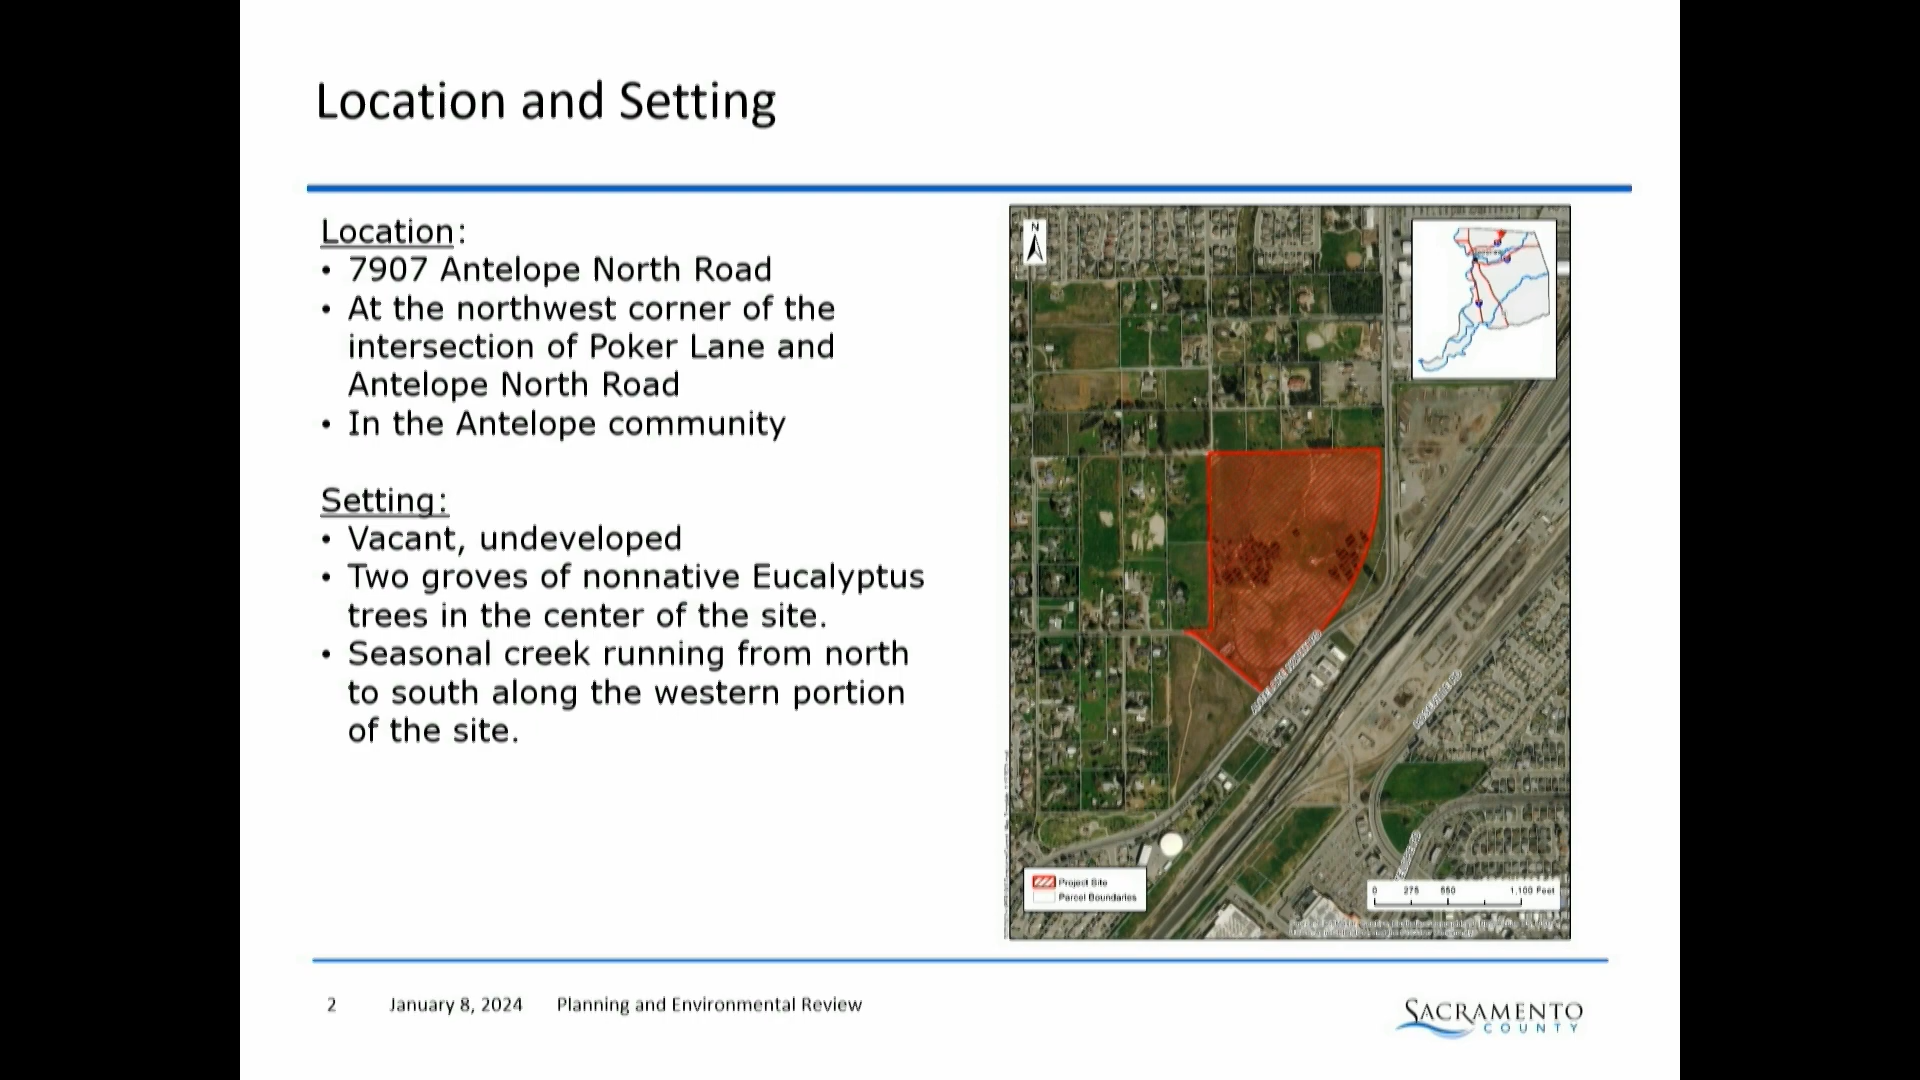 Location and Setting
Location:
• 7907 Antelope North Road
• At the northwest corner of the
intersection of Poker Lane and
Antelope North Road
• In the Antelope community
Setting:
• Vacant, undeveloped
• Two groves of nonnative Eucalyptus
trees in the center of the site.
• Seasonal creek running from north
to south along the western portion
of the site.
N
Project Site
Parcel Boundaries
0 275 550 1,100 Feet
2 January 8, 2024 Planning and Environmental Review
SACRAMENTO
COUNTY